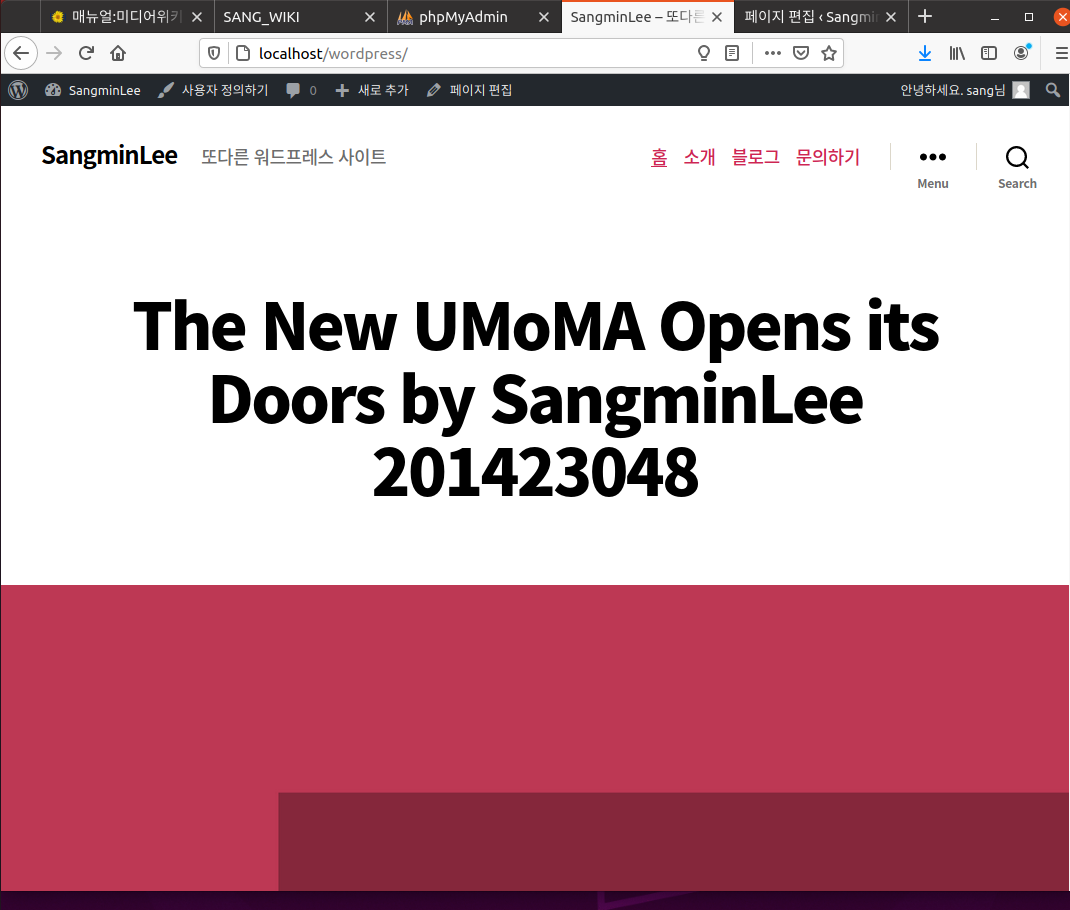 매뉴얼:미디어위키
SANG_WIKI
phpMyAdmin
SangminLee – 또다른
페이지 편집 ‹ Sangmin
localhost/wordpress/
SangminLee
사용자 정의하기
0
새로 추가
페이지 편집
안녕하세요. sang님
SangminLee
또다른 워드프레스 사이트
홈 소개 블로그 문의하기
Menu
Search
The New UMoMA Opens its
Doors by SangminLee
201423048